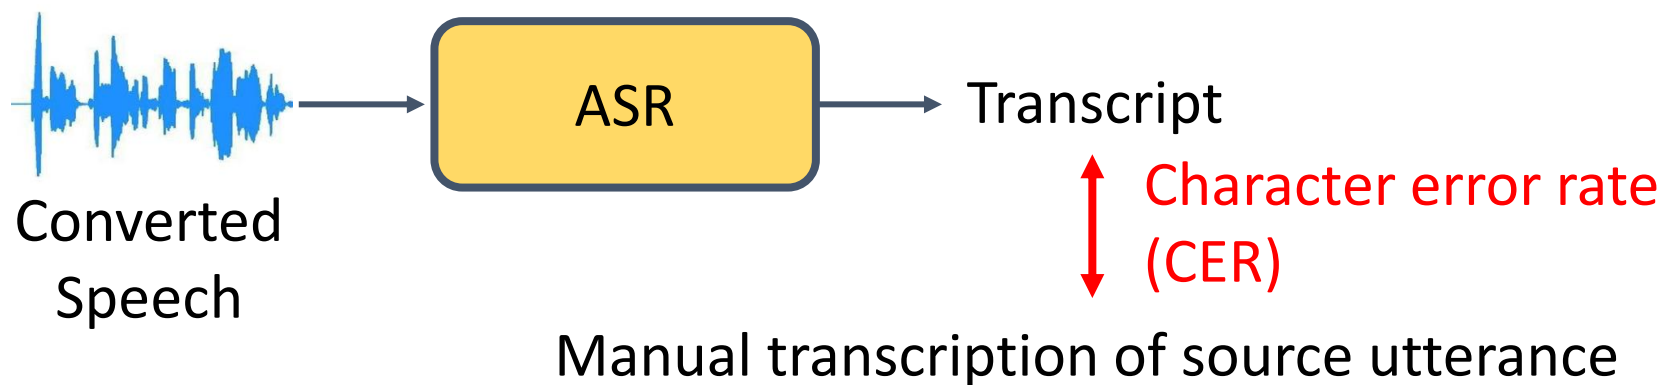 ASR
Transcript
Converted
Speech
Character error rate
(CER)
Manual transcription of source utterance